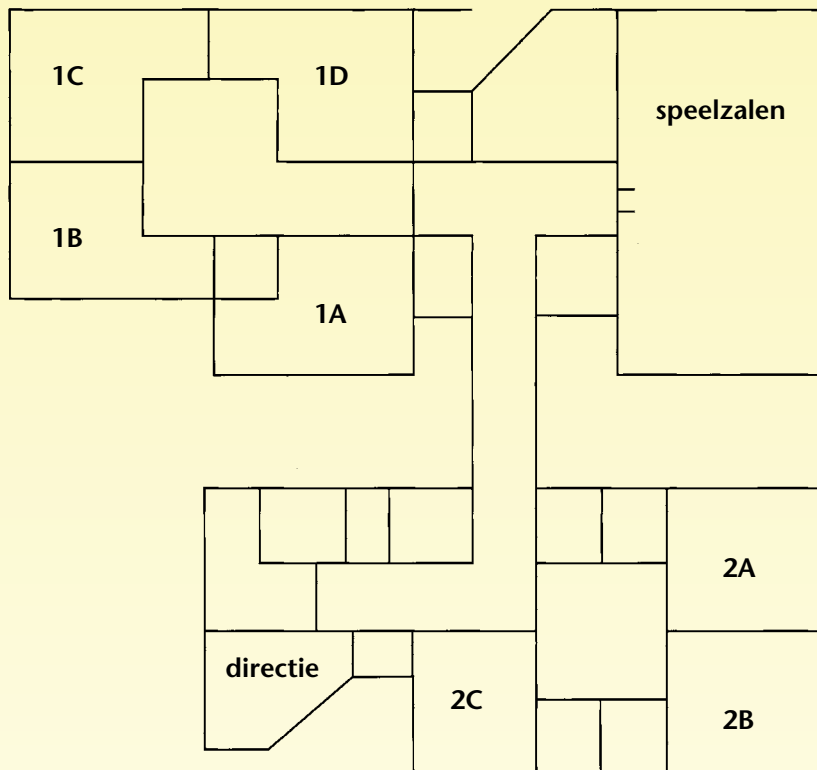 1C
1D
speelzalen
1B
1A
2A
directie
2C
2B